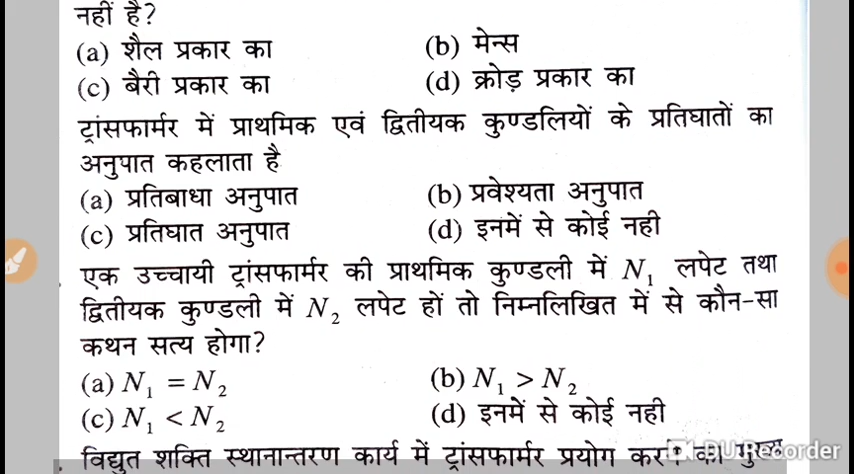 नहीं है?
(a) शैल प्रकार का (b) मेन्स
(c) बैरी प्रकार का (d) क्रोड़ प्रकार का
ट्रांसफार्मर में प्राथमिक एवं द्वितीयक कुण्डलियों के प्रतिघातों का
अनुपात कहलाता है
(a) प्रतिबाधा अनुपात (b) प्रवेश्यता अनुपात
(c) प्रतिघात अनुपात (d) इनमें से कोई नही
एक उच्चायी ट्रांसफार्मर की प्राथमिक कुण्डली में N₁ लपेट तथा
द्वितीयक कुण्डली में N₂ लपेट हों तो निम्नलिखित में से कौन-सा
कथन सत्य होगा?
(a) N₁ = N₂ (b) N₁ > N₂
(c) N₁ < N₂ (d) इनमें से कोई नही
विद्युत शक्ति स्थानान्तरण कार्य में ट्रांसफार्मर प्रयोग
DU Recorder